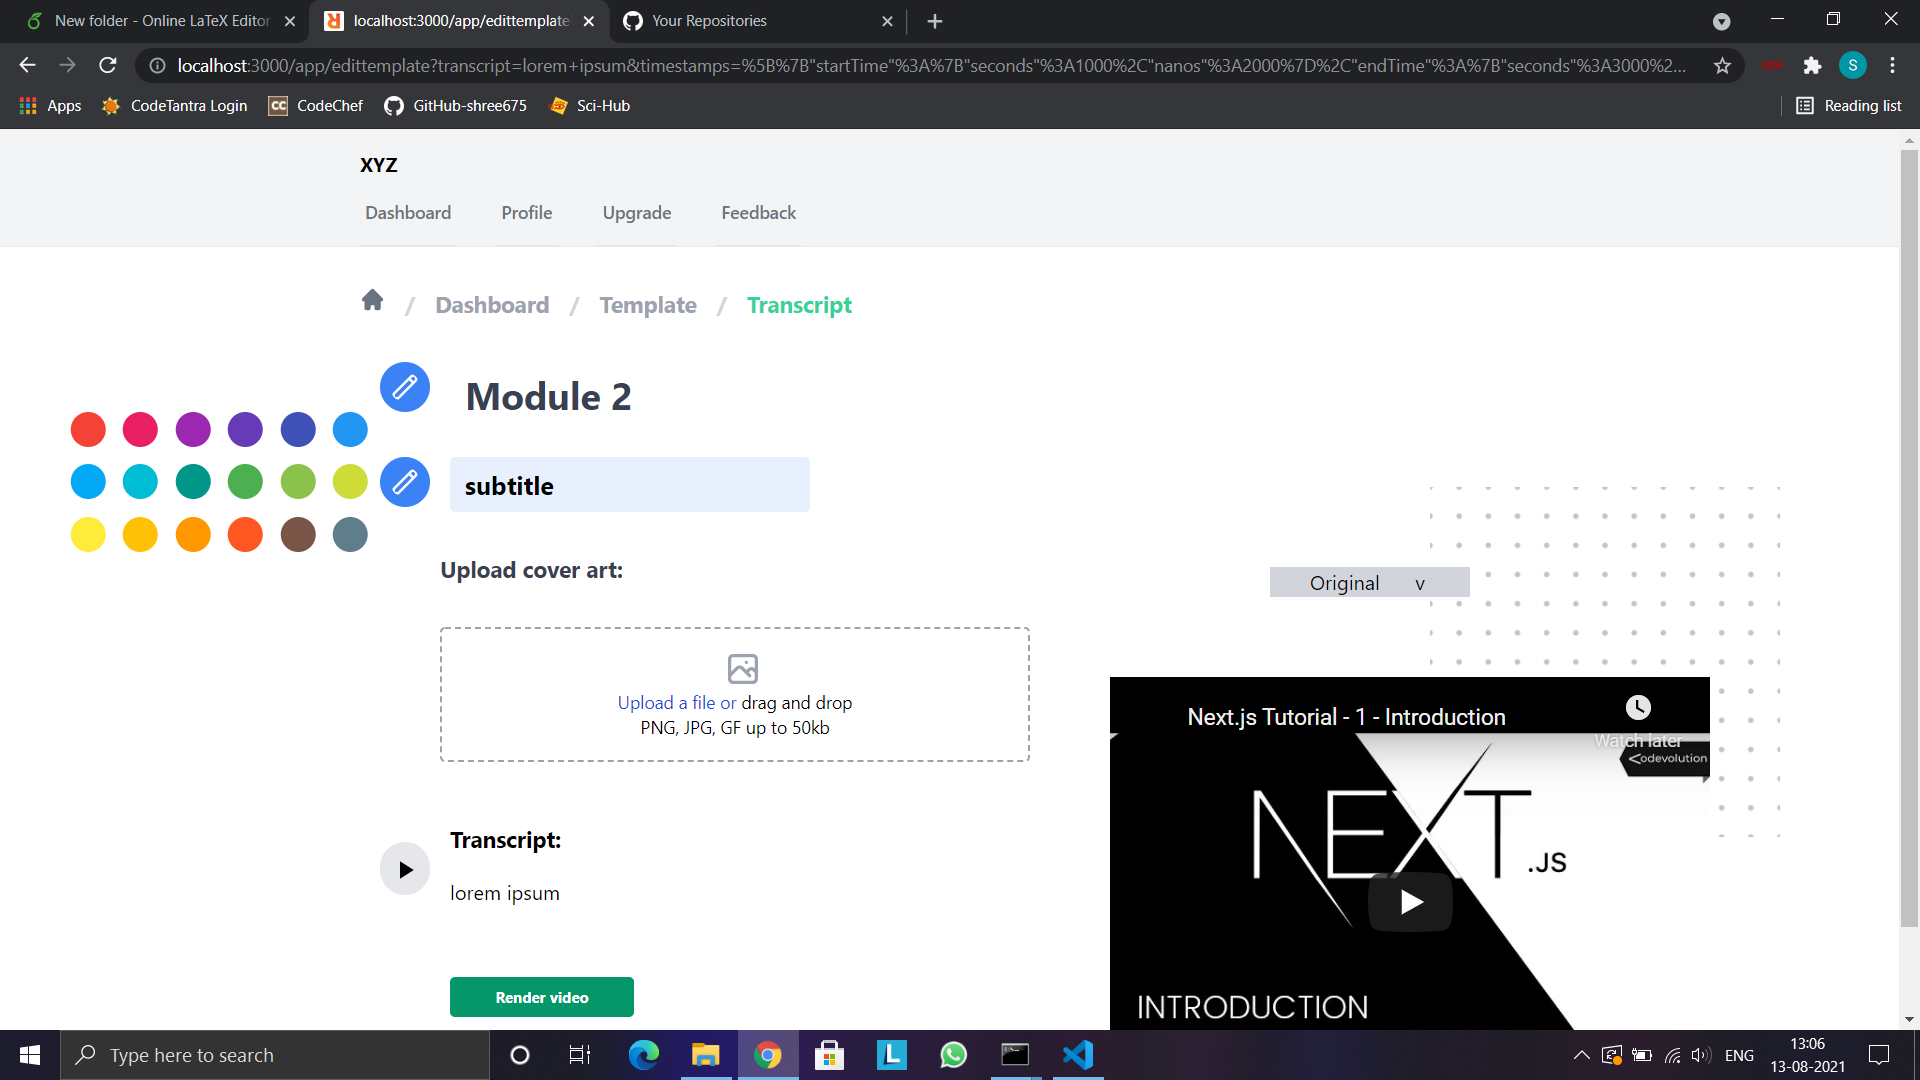 New folder - Online LaTeX Editor
localhost:3000/app/edittemplate
Your Repositories
localhost:3000/app/edittemplate?transcript=lorem+ipsum&timestamps=%5B%7B"startTime"%3A%7B"seconds"%3A1000%2C"nanos"%3A2000%7D%2C"endTime"%3A%7B"seconds"%3A3000%2...
S
Apps
CodeTantra Login
CC CodeChef
GitHub-shree675
Sci-Hub
Reading list
XYZ
Dashboard
Profile
Upgrade
Feedback
/ Dashboard / Template / Transcript
Module 2
subtitle
Upload cover art:
Original v
Upload a file or drag and drop
PNG, JPG, GF up to 50kb
Next.js Tutorial - 1 - Introduction
Watch later
<odevolution
NEXT
.JS
INTRODUCTION
Transcript:
lorem ipsum
Render video
Type here to search
L
ENG
13:06
13-08-2021